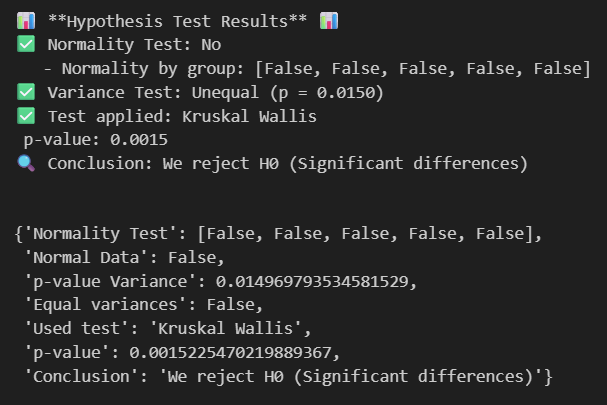 📊 **Hypothesis Test Results** 📊
✅ Normality Test: No
   - Normality by group: [False, False, False, False, False]
✅ Variance Test: Unequal (p = 0.0150)
✅ Test applied: Kruskal Wallis
 p-value: 0.0015
🔍 Conclusion: We reject H0 (Significant differences)
{'Normality Test': [False, False, False, False, False],
 'Normal Data': False,
 'p-value Variance': 0.014969793534581529,
 'Equal variances': False,
 'Used test': 'Kruskal Wallis',
 'p-value': 0.0015225470219889367,
 'Conclusion': 'We reject H0 (Significant differences)'}